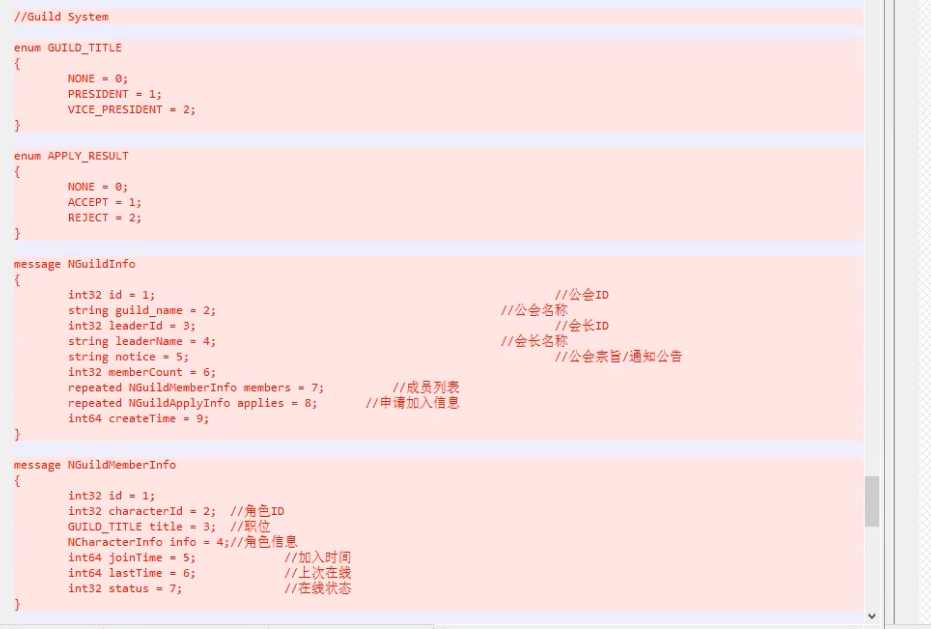 //Guild System
enum GUILD_TITLE
{
NONE = 0;
PRESIDENT = 1;
VICE_PRESIDENT = 2;
}
enum APPLY_RESULT
{
NONE = 0;
ACCEPT = 1;
REJECT = 2;
}
message NGuildInfo
{
int32 id = 1; //公会ID
string guild_name = 2; //公会名称
int32 leaderId = 3; //会长ID
string leaderName = 4; //会长名称
string notice = 5; //公会宗旨/通知公告
int32 memberCount = 6;
repeated NGuildMemberInfo members = 7; //成员列表
repeated NGuildApplyInfo applies = 8; //申请加入信息
int64 createTime = 9;
}
message NGuildMemberInfo
{
int32 id = 1;
int32 characterId = 2; //角色ID
GUILD_TITLE title = 3; //职位
NCharacterInfo info = 4;//角色信息
int64 joinTime = 5; //加入时间
int64 lastTime = 6; //上次在线
int32 status = 7; //在线状态
}